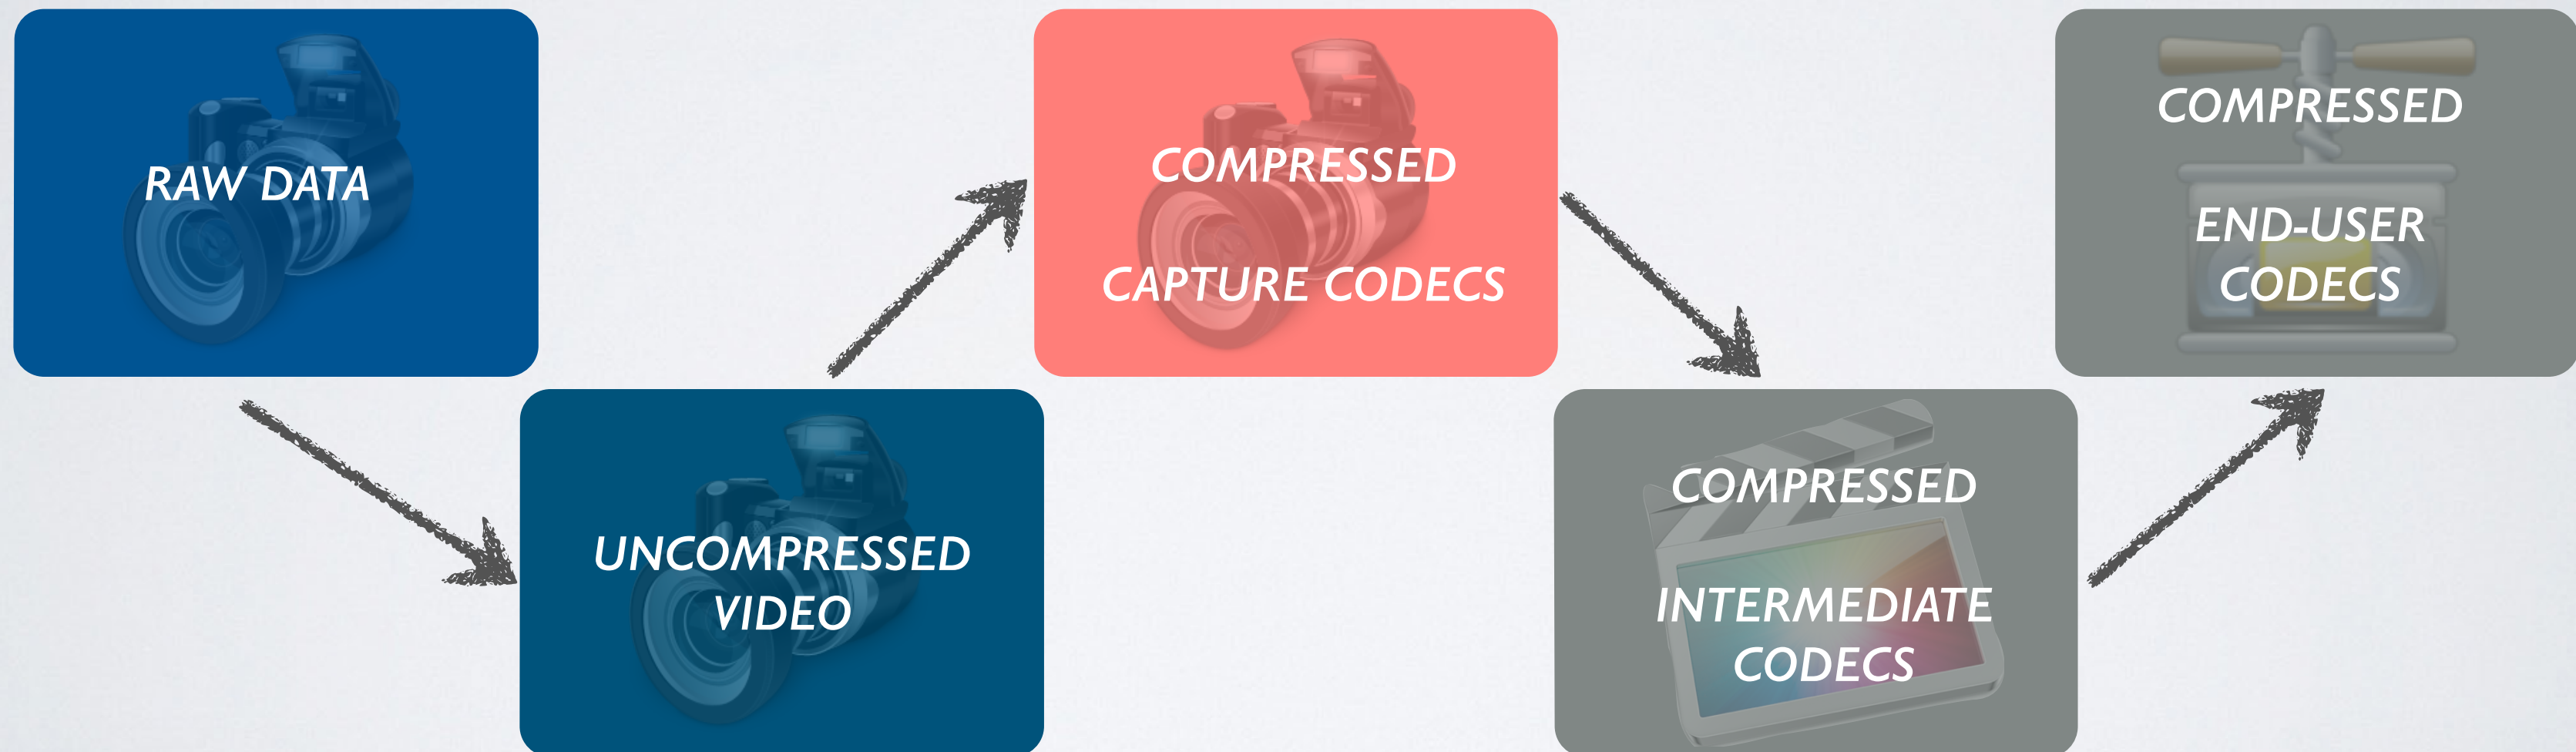 RAW DATA
UNCOMPRESSED
VIDEO
COMPRESSED
CAPTURE CODECS
COMPRESSED
INTERMEDIATE
CODECS
COMPRESSED
END-USER
CODECS